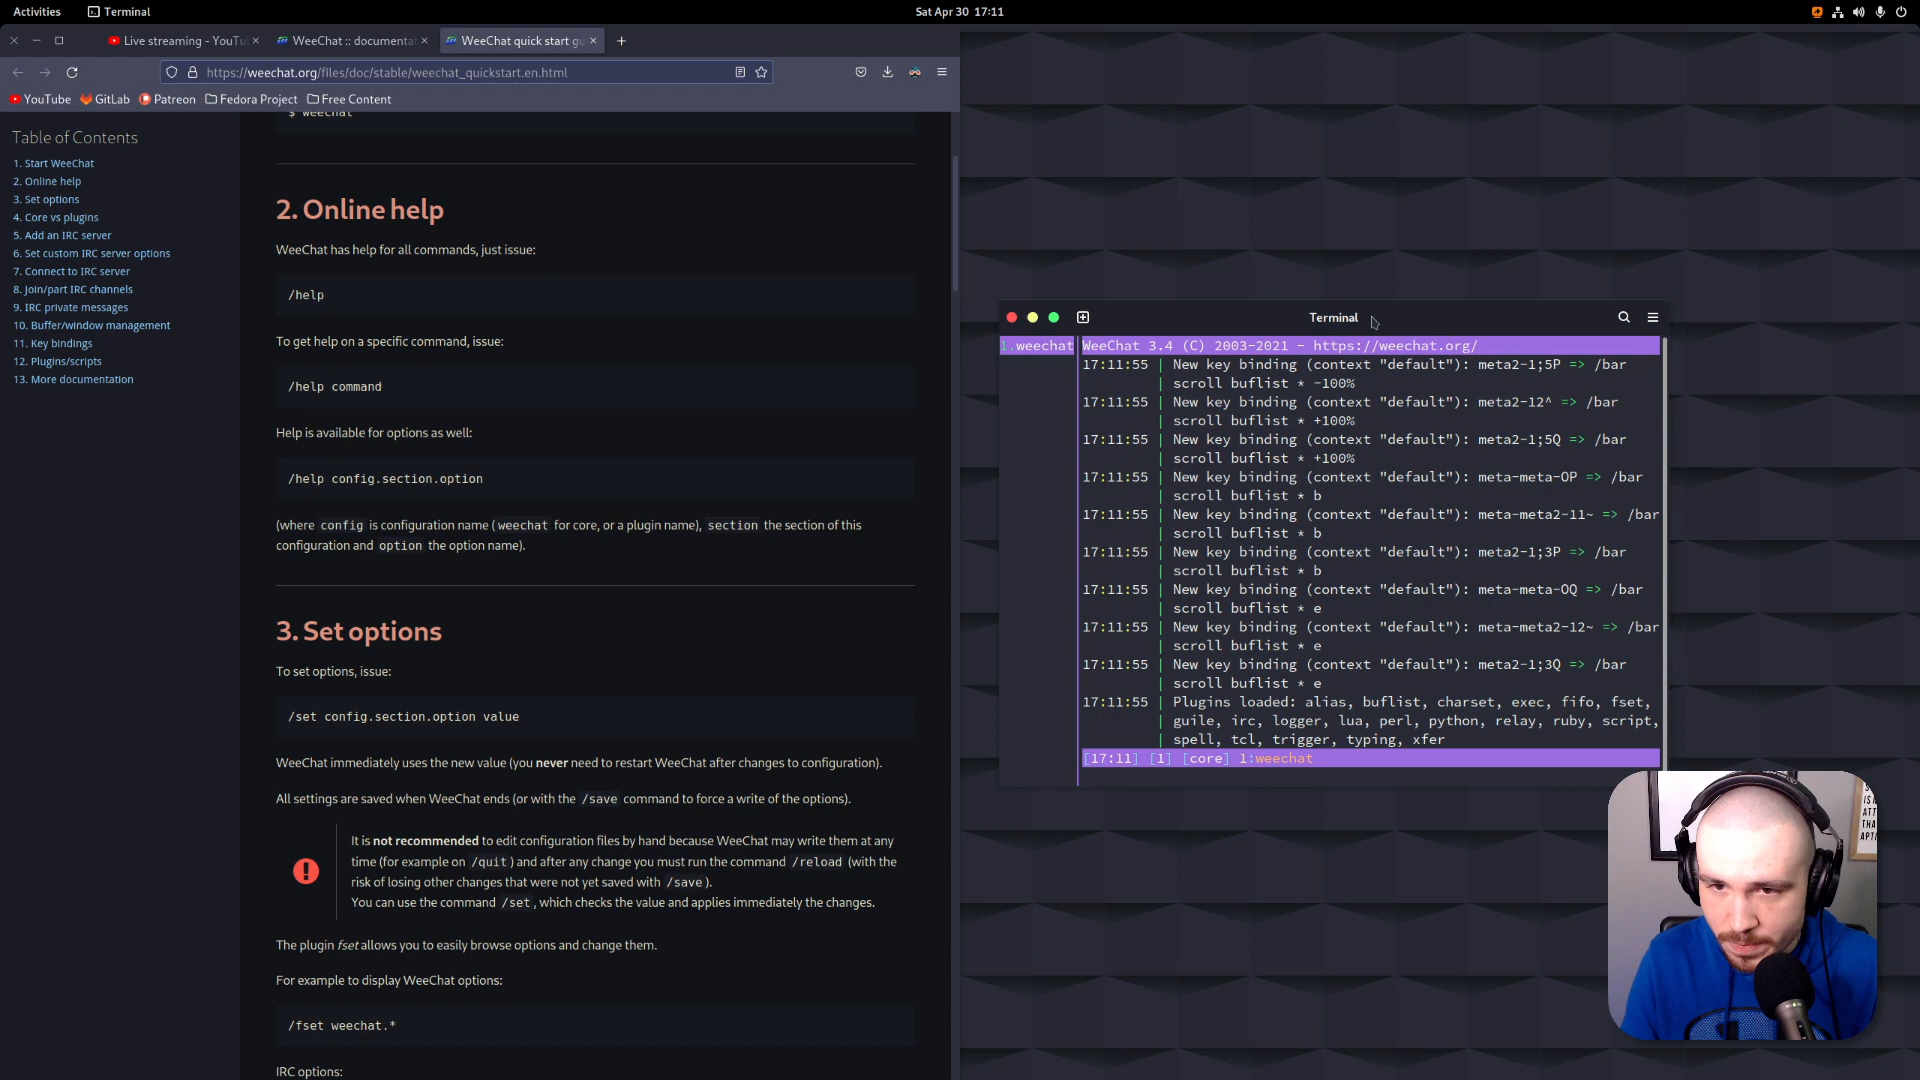 Activities
Terminal
Sat Apr 30 17:11
Live streaming - YouTu
WeeChat :: documentat
WeeChat quick start gu
https://weechat.org/files/doc/stable/weechat_quickstart.en.html
YouTube
GitLab
Patreon
Fedora Project
Free Content
Table of Contents
1. Start WeeChat
2. Online help
3. Set options
4. Core vs plugins
5. Add an IRC server
6. Set custom IRC server options
7. Connect to IRC server
8. Join/part IRC channels
9. IRC private messages
10. Buffer/window management
11. Key bindings
12. Plugins/scripts
13. More documentation
$ weechat
2. Online help
WeeChat has help for all commands, just issue:
/help
To get help on a specific command, issue:
/help command
Help is available for options as well:
/help config.section.option
(where config is configuration name ( weechat for core, or a plugin name), section the section of this
configuration and option the option name).
3. Set options
To set options, issue:
/set config.section.option value
WeeChat immediately uses the new value (you never need to restart WeeChat after changes to configuration).
All settings are saved when WeeChat ends (or with the /save command to force a write of the options).
It is not recommended to edit configuration files by hand because WeeChat may write them at any
time (for example on /quit ) and after any change you must run the command /reload (with the
risk of losing other changes that were not yet saved with /save ).
You can use the command /set , which checks the value and applies immediately the changes.
The plugin fset allows you to easily browse options and change them.
For example to display WeeChat options:
/fset weechat.*
IRC options:
Terminal
1.weechat
WeeChat 3.4 (C) 2003-2021 - https://weechat.org/
17:11:55 | New key binding (context "default"): meta2-1;5P => /bar
| scroll buflist * -100%
17:11:55 | New key binding (context "default"): meta2-12^ => /bar
| scroll buflist * +100%
17:11:55 | New key binding (context "default"): meta2-1;5Q => /bar
| scroll buflist * +100%
17:11:55 | New key binding (context "default"): meta-meta-OP => /bar
| scroll buflist * b
17:11:55 | New key binding (context "default"): meta-meta2-11~ => /bar
| scroll buflist * b
17:11:55 | New key binding (context "default"): meta2-1;3P => /bar
| scroll buflist * b
17:11:55 | New key binding (context "default"): meta-meta-OQ => /bar
| scroll buflist * e
17:11:55 | New key binding (context "default"): meta-meta2-12~ => /bar
| scroll buflist * e
17:11:55 | New key binding (context "default"): meta2-1;3Q => /bar
| scroll buflist * e
17:11:55 | Plugins loaded: alias, buflist, charset, exec, fifo, fset,
| guile, irc, logger, lua, perl, python, relay, ruby, script,
| spell, tcl, trigger, typing, xfer
[17:11] [1] [core] 1:weechat